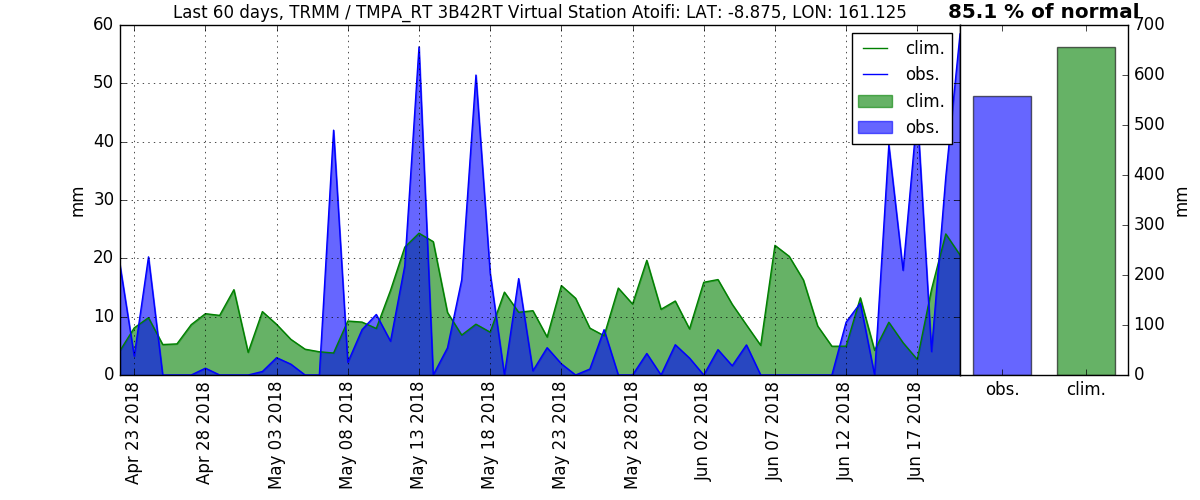 Last 60 days, TRMM / TMPA_RT 3B42RT Virtual Station Atoifi: LAT: -8.875, LON: 161.125
85.1 % of normal
60
50
40
30
20
10
0
mm
clim.
obs.
clim.
obs.
700
600
500
400
300
200
100
0
mm
obs.
clim.
Apr 23 2018
Apr 28 2018
May 03 2018
May 08 2018
May 13 2018
May 18 2018
May 23 2018
May 28 2018
Jun 02 2018
Jun 07 2018
Jun 12 2018
Jun 17 2018